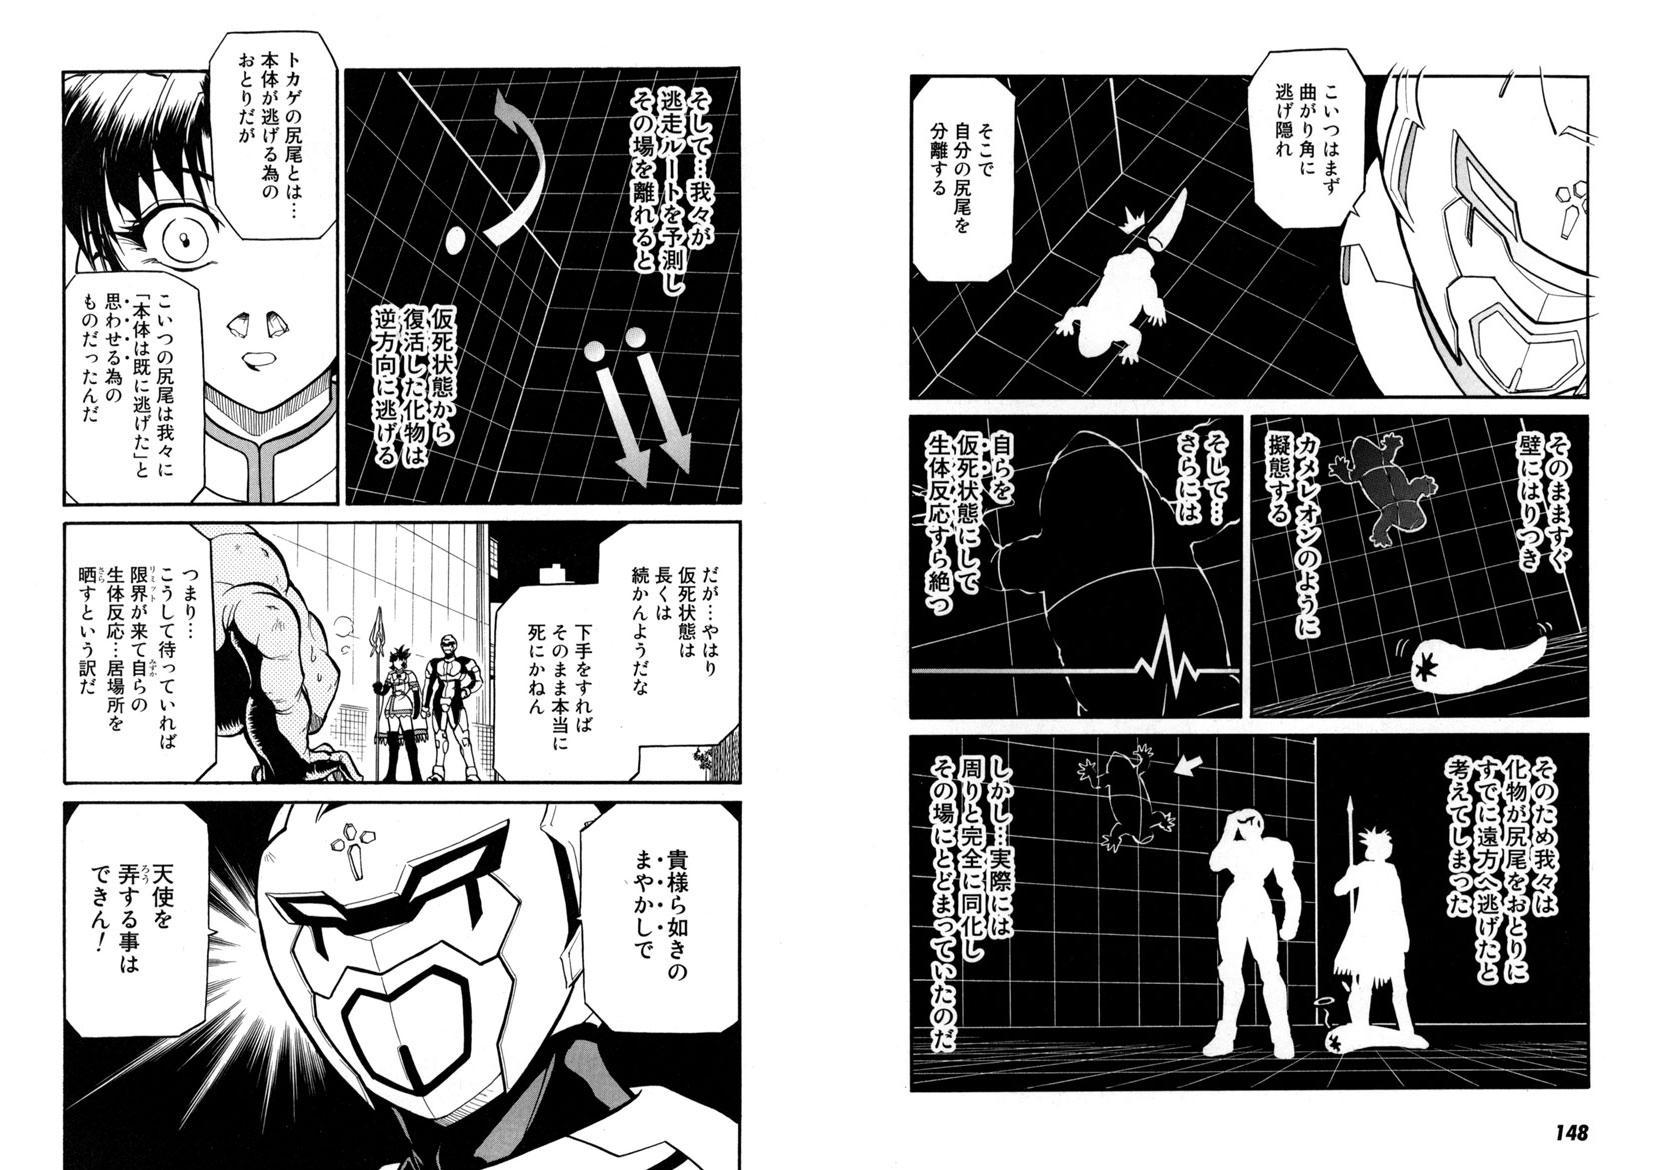 こいつはまず
曲がり角に
逃げ隠れ
そこで
自分の尻尾を
分離する
そのまますぐ
壁にはりつき
カメレオンのように
擬態する
そして…
さらには
自らを
仮死状態にして
生体反応すら絶つ
そのため我々は
化物が尻尾をおとりに
すでに遠方へ逃げたと
考えてしまつた
しかし…実際には
周りと完全に同化し
その場にとどまっていたのだ
148
そして…我々が
逃走ルートを予測し
その場を離れると
仮死状態から
復活した化物は
逆方向に逃げる
トカゲの尻尾とは…
本体が逃げる為の
おとりだが
こいつの尻尾は我々に
「本体は既に逃げた」と
思わせる為の
ものだったんだ
だが…やはり
仮死状態は
長くは
続かんようだな
下手をすれば
そのまま本当に
死にかねん
つまり…
こうして待っていれば
限界が来て自らの
リミット
みずか
生体反応…居場所を
晒すという訳だ
さら
貴様ら如きの
まやかしで
天使を
弄する事は
ろう
できん!